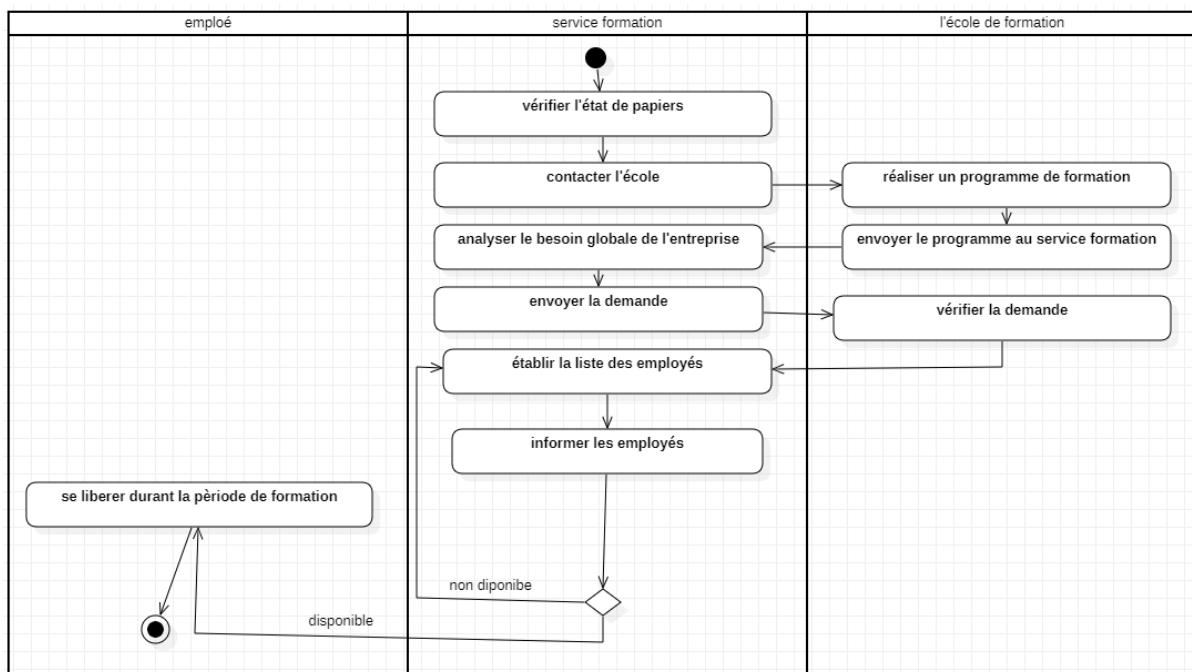 emploé
service formation
l'école de formation
vérifier l'état de papiers
contacter l'école
réaliser un programme de formation
analyser le besoin globale de l'entreprise
envoyer le programme au service formation
envoyer la demande
vérifier la demande
établir la liste des employés
informer les employés
se liberer durant la pèriode de formation
non diponibe
disponible